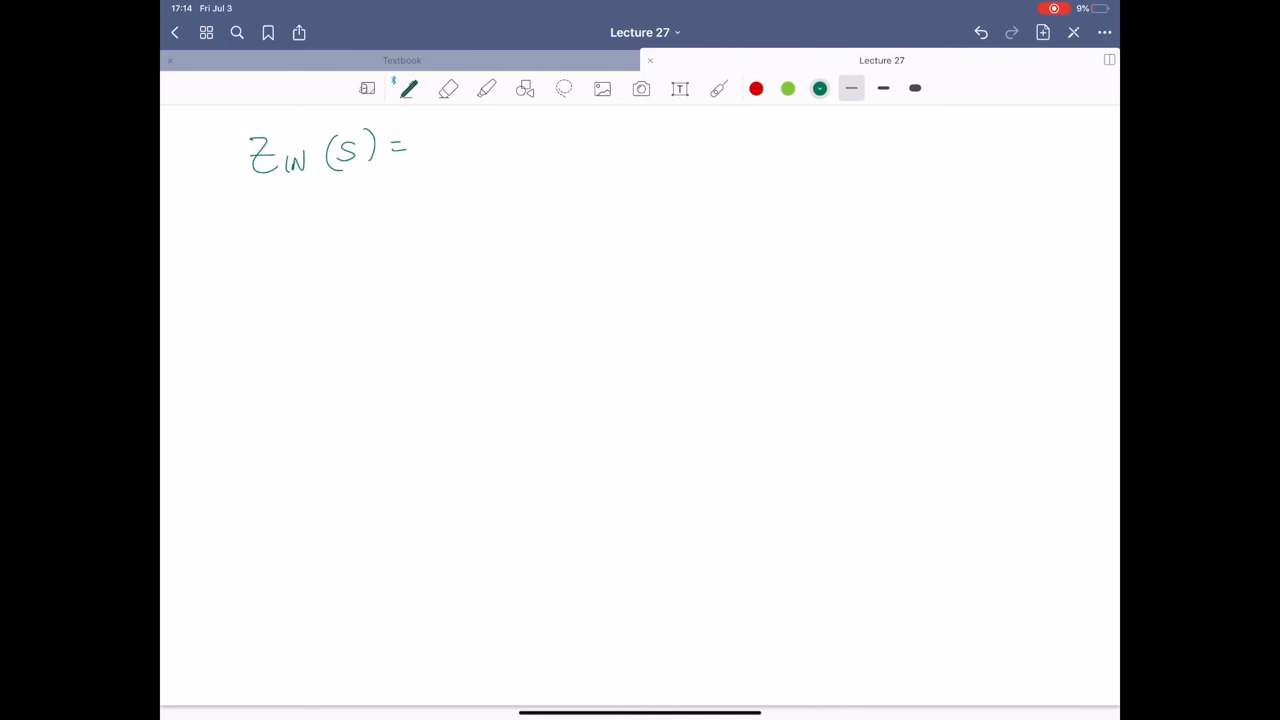 17:14 Fri Jul 3 9%
Lecture 27
Textbook Lecture 27
T
Z_IN (s) =